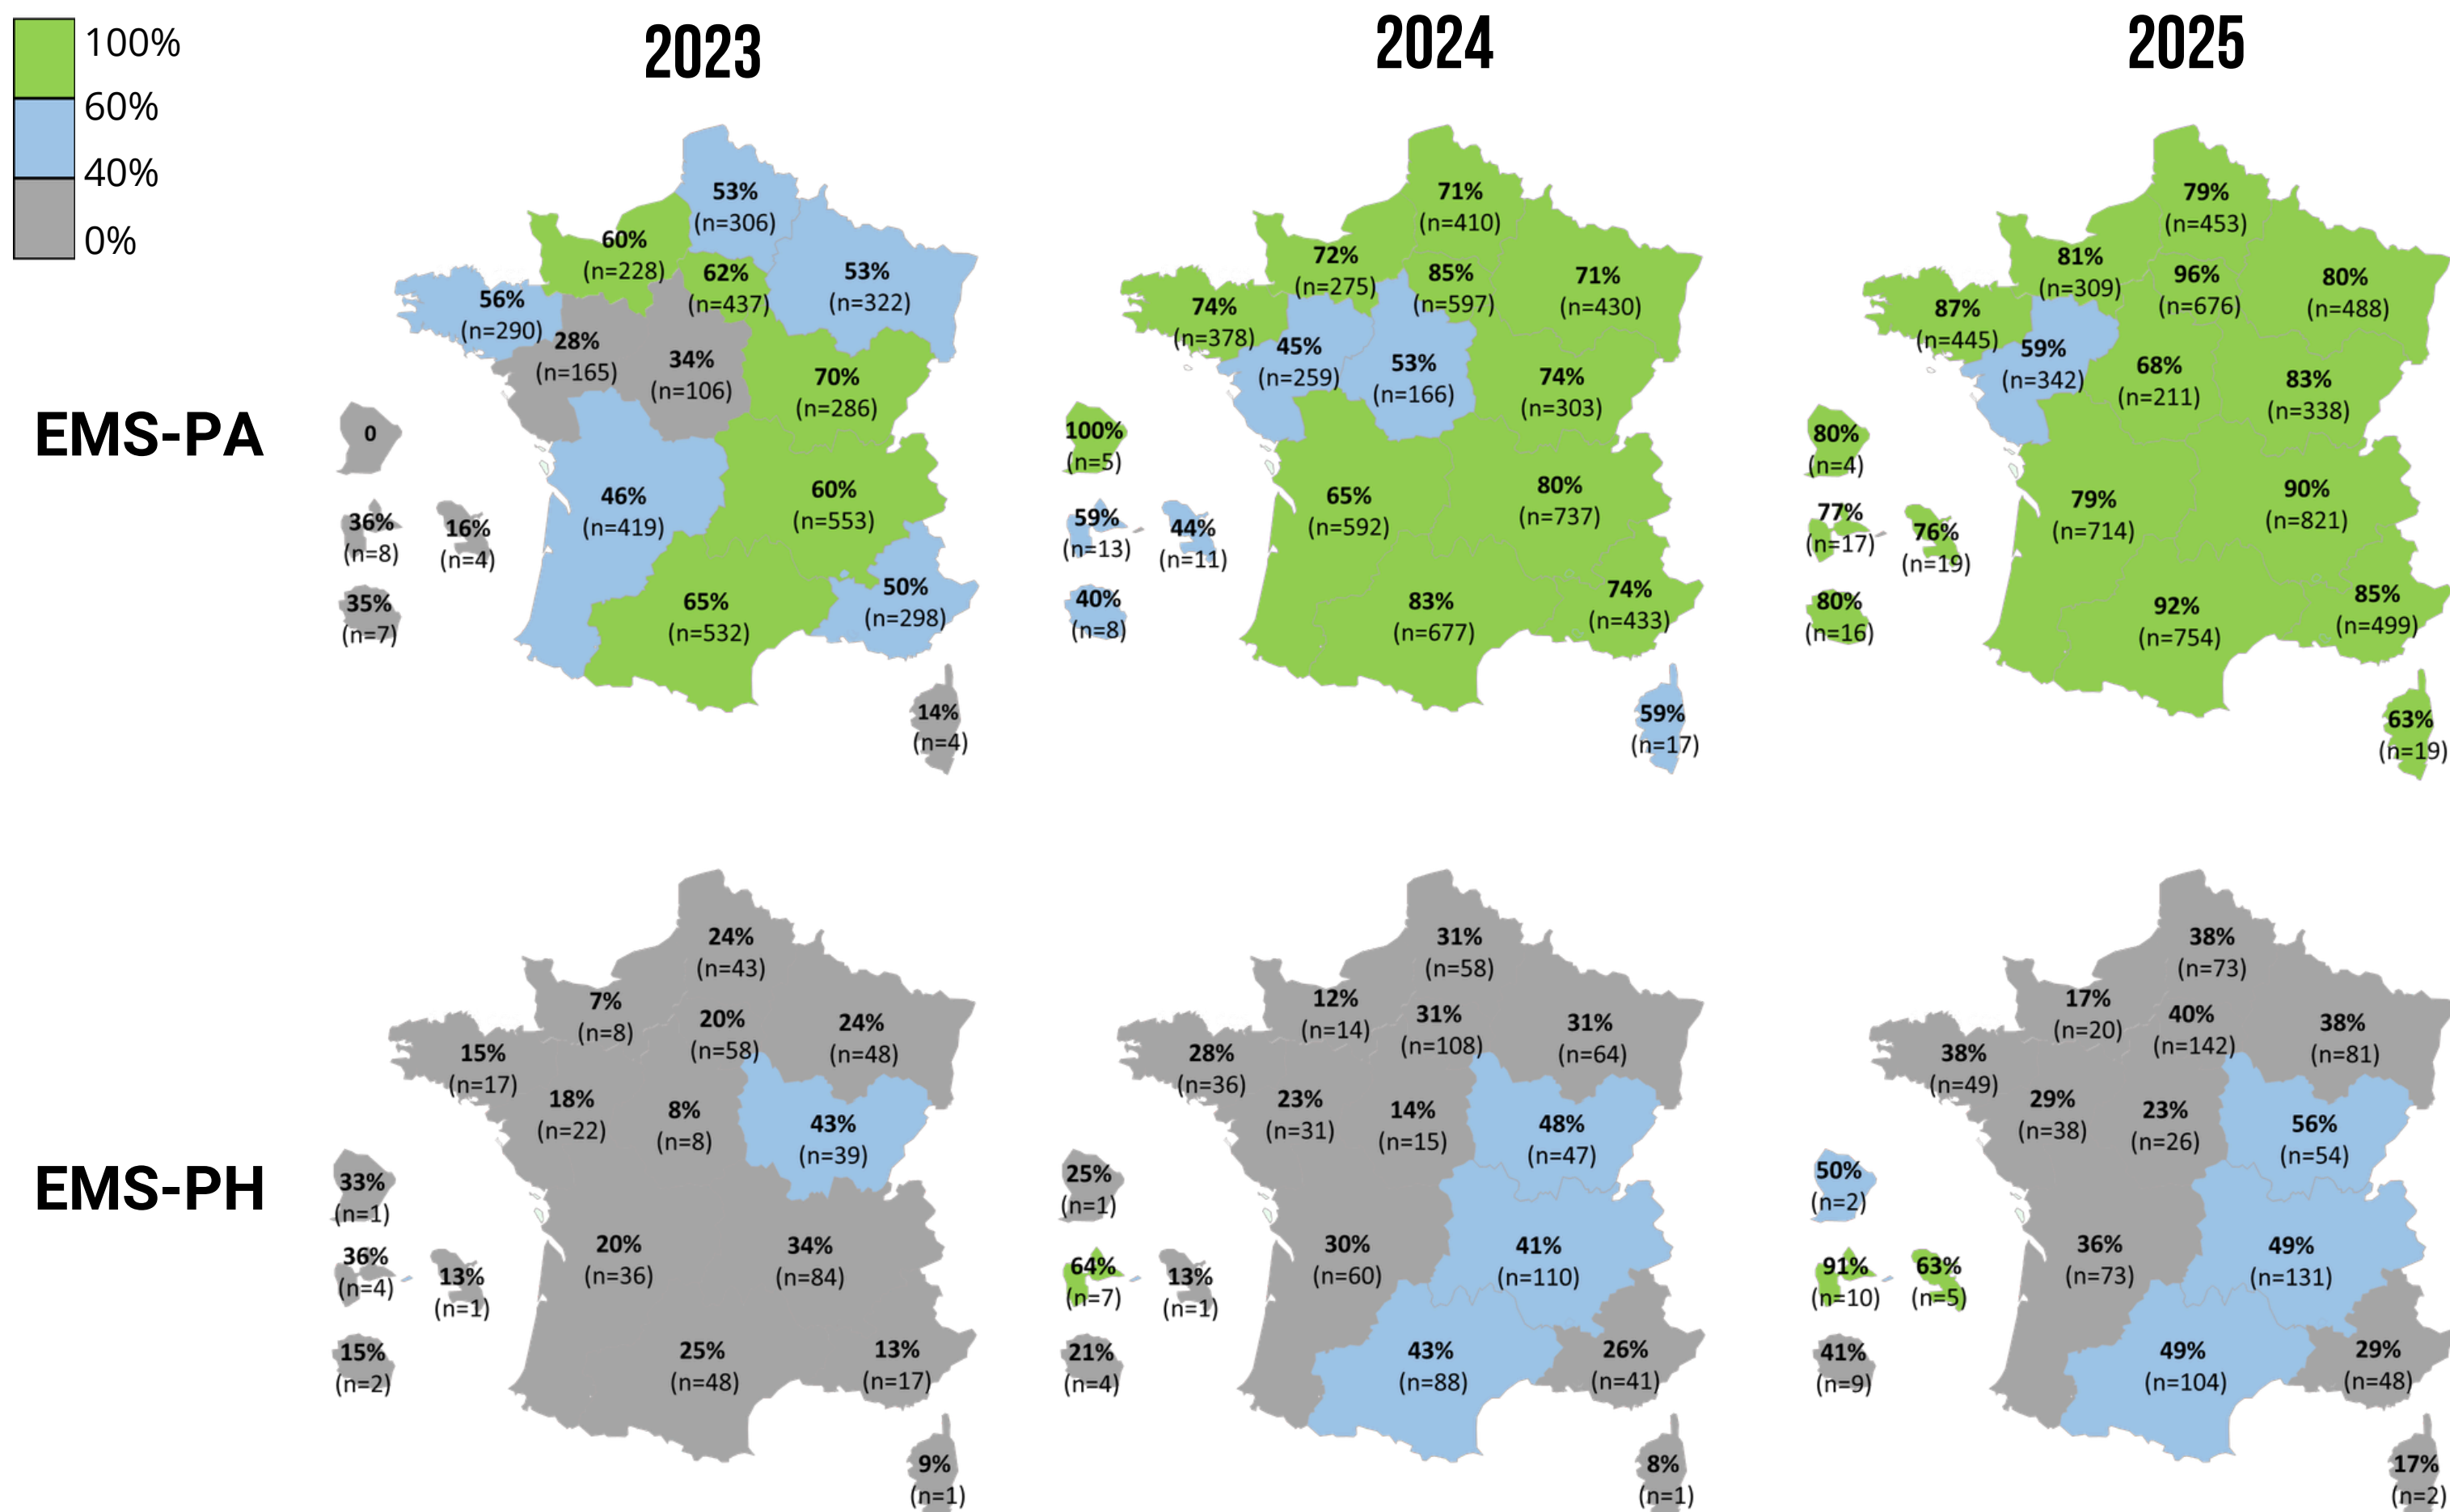 100%
60%
40%
0%
2023
2024
2025
EMS-PA
53%
(n=306)
60%
(n=228)
62%
(n=437)
53%
(n=322)
56%
(n=290)
28%
(n=165)
34%
(n=106)
70%
(n=286)
0
36%
(n=8)
16%
(n=4)
35%
(n=7)
46%
(n=419)
60%
(n=553)
65%
(n=532)
50%
(n=298)
14%
(n=4)
71%
(n=410)
72%
(n=275)
85%
(n=597)
71%
(n=430)
74%
(n=378)
45%
(n=259)
53%
(n=166)
74%
(n=303)
100%
(n=5)
59%
(n=13)
44%
(n=11)
40%
(n=8)
65%
(n=592)
80%
(n=737)
83%
(n=677)
74%
(n=433)
59%
(n=17)
79%
(n=453)
81%
(n=309)
96%
(n=676)
80%
(n=488)
87%
(n=445)
59%
(n=342)
68%
(n=211)
83%
(n=338)
80%
(n=4)
77%
(n=17)
76%
(n=19)
80%
(n=16)
79%
(n=714)
90%
(n=821)
92%
(n=754)
85%
(n=499)
63%
(n=19)
EMS-PH
24%
(n=43)
7%
(n=8)
20%
(n=58)
24%
(n=48)
15%
(n=17)
18%
(n=22)
8%
(n=8)
43%
(n=39)
33%
(n=1)
36%
(n=4)
13%
(n=1)
15%
(n=2)
20%
(n=36)
34%
(n=84)
25%
(n=48)
13%
(n=17)
9%
(n=1)
31%
(n=58)
12%
(n=14)
31%
(n=108)
31%
(n=64)
28%
(n=36)
23%
(n=31)
14%
(n=15)
48%
(n=47)
25%
(n=1)
64%
(n=7)
13%
(n=1)
21%
(n=4)
30%
(n=60)
41%
(n=110)
43%
(n=88)
26%
(n=41)
8%
(n=1)
38%
(n=73)
17%
(n=20)
40%
(n=142)
38%
(n=81)
38%
(n=49)
29%
(n=38)
23%
(n=26)
56%
(n=54)
50%
(n=2)
91%
(n=10)
63%
(n=5)
41%
(n=9)
36%
(n=73)
49%
(n=131)
49%
(n=104)
29%
(n=48)
17%
(n=2)